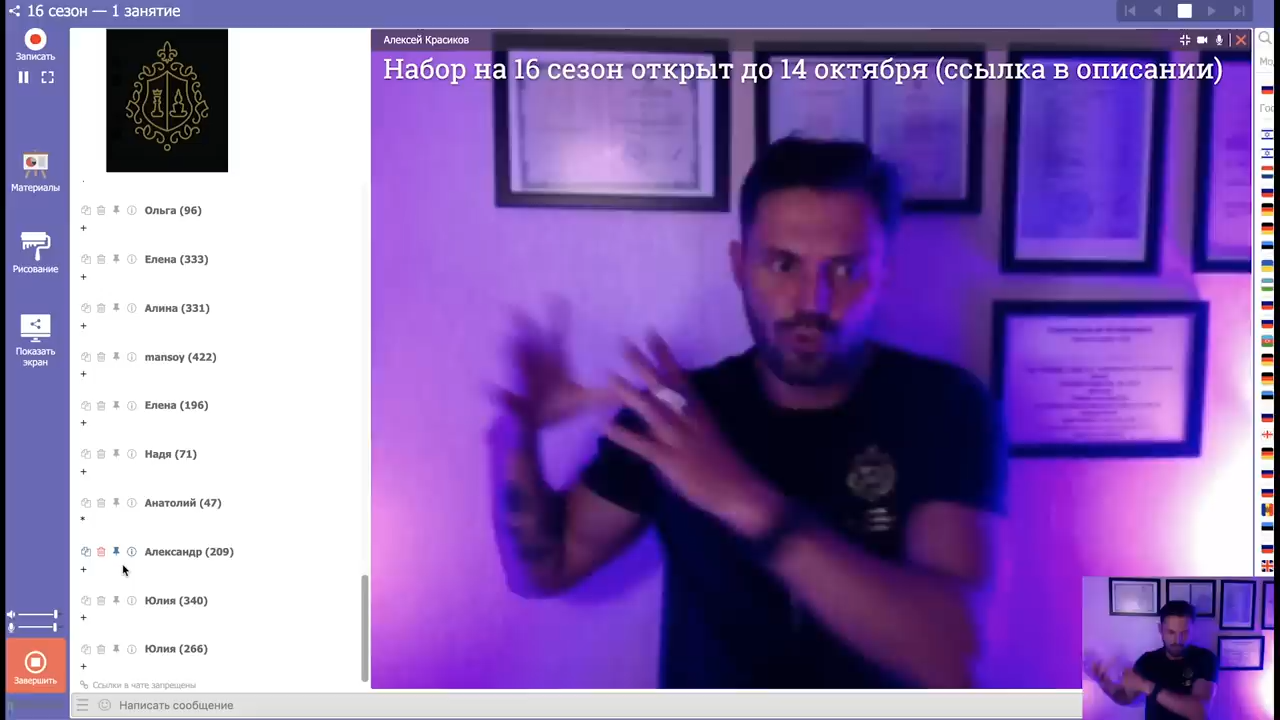 16 сезон — 1 занятие
Записать
Материалы
Рисование
Показать
экран
Завершить
Ольга (96)
+
Елена (333)
+
Алина (331)
+
mansoy (422)
+
Елена (196)
+
Надя (71)
+
Анатолий (47)
*
Александр (209)
+
Юлия (340)
+
Юлия (266)
+
Ссылки в чате запрещены
Написать сообщение
Алексей Красиков
Набор на 16 сезон открыт до 14 октября (ссылка в описании)